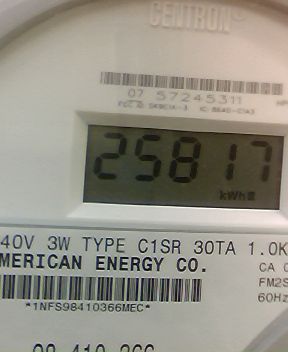 CENTRON®
07 57245311
25817
kWh
40V 3W TYPE C1SR 30TA 1.0K
MERICAN ENERGY CO.
CA 0
FM2S
*1NFS98410366MEC*
60Hz